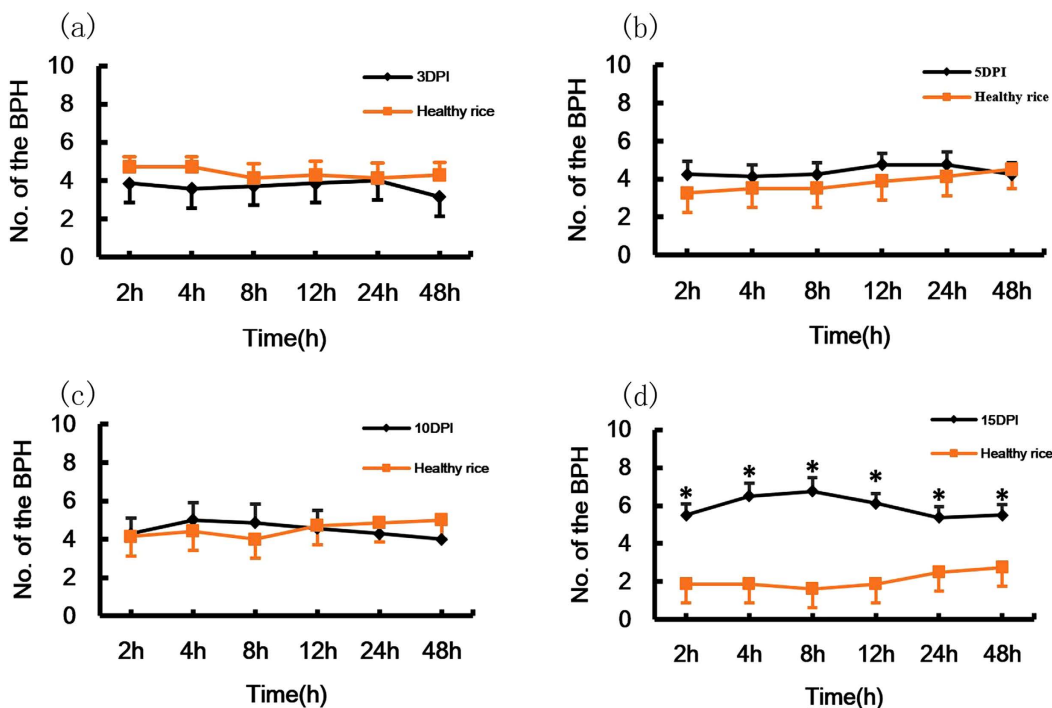 (a)
No. of the BPH
10
8
6
4
2
0
3DPI
Healthy rice
2h 4h 8h 12h 24h 48h
Time(h)
(b)
No. of the BPH
10
8
6
4
2
0
5DPI
Healthy rice
2h 4h 8h 12h 24h 48h
Time(h)
(c)
No. of the BPH
10
8
6
4
2
0
10DPI
Healthy rice
2h 4h 8h 12h 24h 48h
Time(h)
(d)
No. of the BPH
10
8
6
4
2
0
15DPI
Healthy rice
* * * * * *
2h 4h 8h 12h 24h 48h
Time(h)